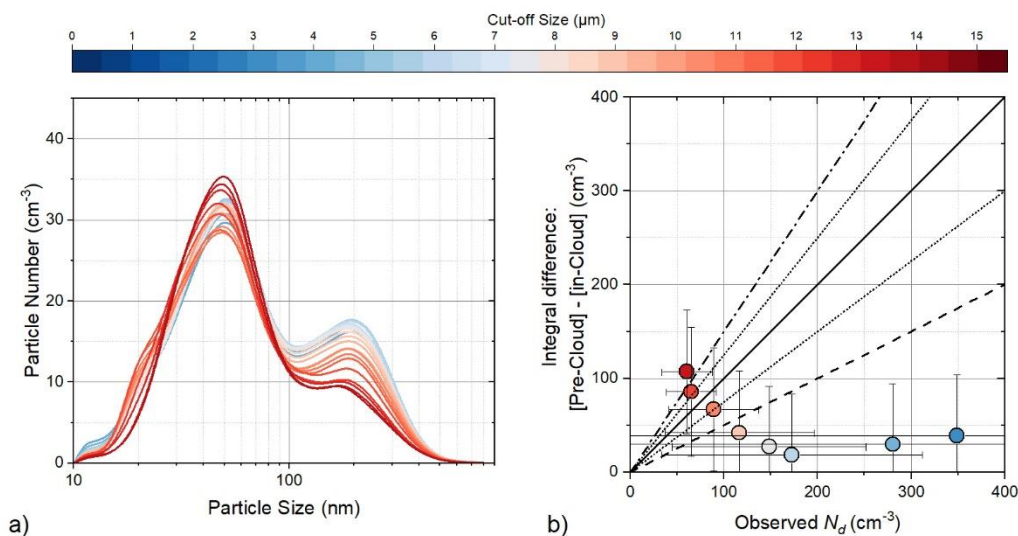 Cut-off Size (µm)
0 1 2 3 4 5 6 7 8 9 10 11 12 13 14 15
40
30
20
10
0
Particle Number (cm⁻³)
10 100
Particle Size (nm)
a)
400
300
200
100
0
Integral difference:
[Pre-Cloud] - [in-Cloud] (cm⁻³)
0 100 200 300 400
Observed N_d (cm⁻³)
b)